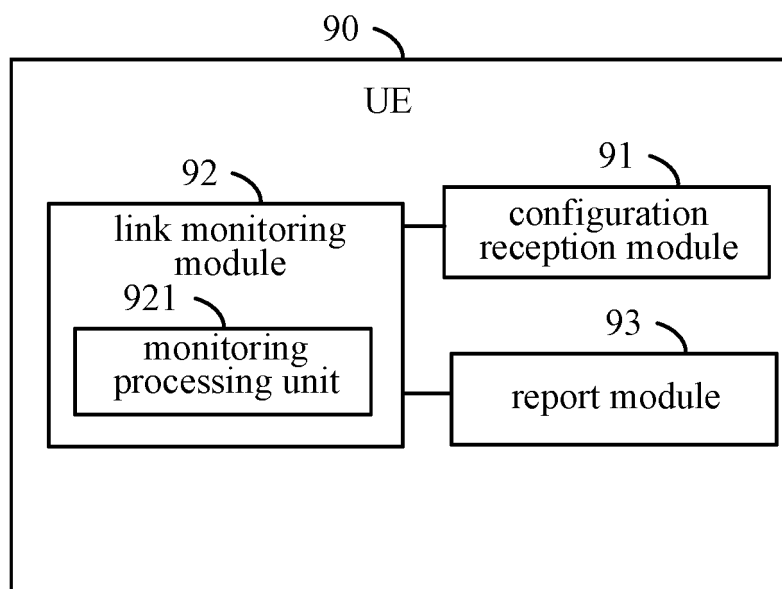 90
UE
92
link monitoring
module
921
monitoring
processing unit
91
configuration
reception module
93
report module